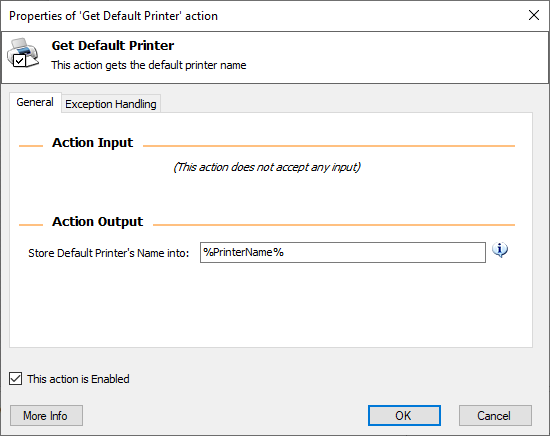 Properties of 'Get Default Printer' action
Get Default Printer
This action gets the default printer name
General
Exception Handling
Action Input
(This action does not accept any input)
Action Output
Store Default Printer's Name into:
%PrinterName%
This action is Enabled
More Info
OK
Cancel